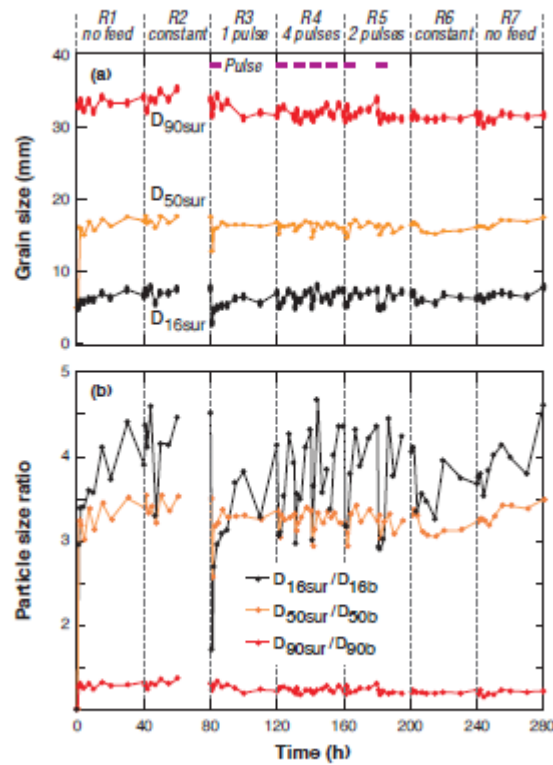 R1 R2 R3 R4 R5 R6 R7
no feed constant 1 pulse 4 pulses 2 pulses constant no feed
40
(a) Pulse
30
D90sur
20
D50sur
10
D16sur
0
Grain size (mm)
5
(b)
4
3
D16sur/D16b
D50sur/D50b
2
D90sur/D90b
Particle size ratio
0 40 80 120 160 200 240 280
Time (h)